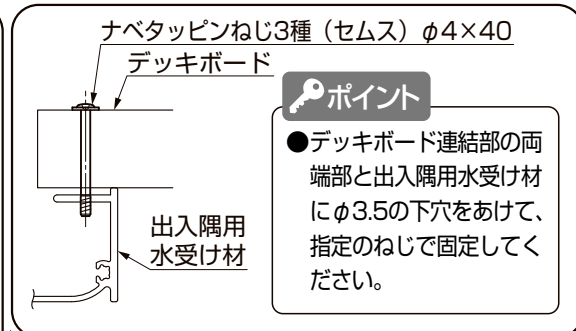 ナベタッピンねじ3種（セムス）φ4×40
デッキボード
ポイント
●デッキボード連結部の両
端部と出入隅用水受け材
にφ3.5の下穴をあけて、
指定のねじで固定してく
ださい。
出入隅用
水受け材